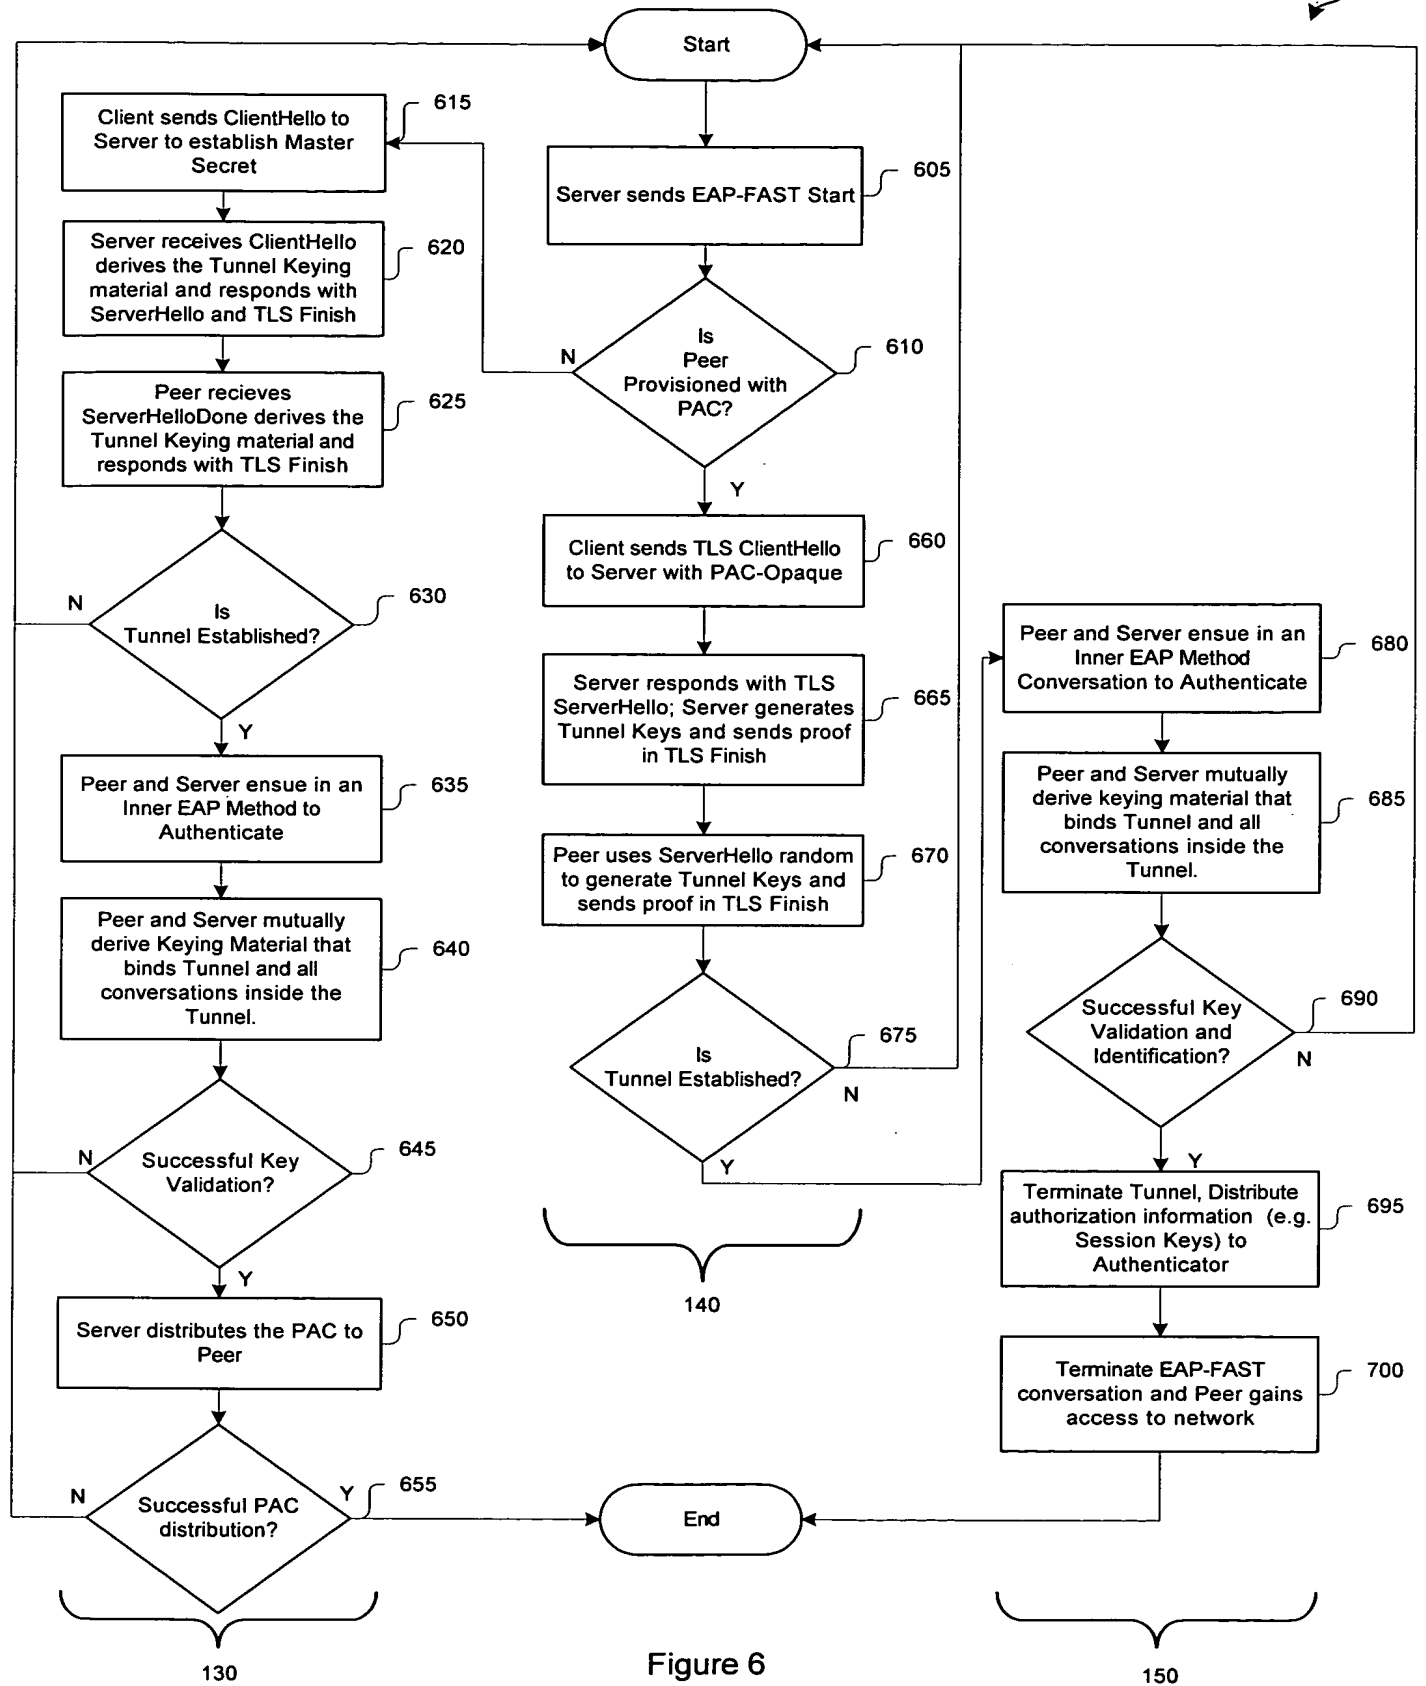 Start
Server sends EAP-FAST Start
605
Is
Peer
Provisioned with
PAC?
610
N
Y
Client sends ClientHello to
Server to establish Master
Secret
615
Server receives ClientHello
derives the Tunnel Keying
material and responds with
ServerHello and TLS Finish
620
Peer recieves
ServerHelloDone derives the
Tunnel Keying material and
responds with TLS Finish
625
Is
Tunnel Established?
630
N
Y
Peer and Server ensue in an
Inner EAP Method to
Authenticate
635
Peer and Server mutually
derive Keying Material that
binds Tunnel and all
conversations inside the
Tunnel.
640
Successful Key
Validation?
645
N
Y
Server distributes the PAC to
Peer
650
Successful PAC
distribution?
655
N
Y
130
Client sends TLS ClientHello
to Server with PAC-Opaque
660
Server responds with TLS
ServerHello; Server generates
Tunnel Keys and sends proof
in TLS Finish
665
Peer uses ServerHello random
to generate Tunnel Keys and
sends proof in TLS Finish
670
Is
Tunnel Established?
675
N
Y
140
Peer and Server ensue in an
Inner EAP Method
Conversation to Authenticate
680
Peer and Server mutually
derive keying material that
binds Tunnel and all
conversations inside the
Tunnel.
685
Successful Key
Validation and
Identification?
690
N
Y
Terminate Tunnel, Distribute
authorization information (e.g.
Session Keys) to
Authenticator
695
Terminate EAP-FAST
conversation and Peer gains
access to network
700
150
End
Figure 6